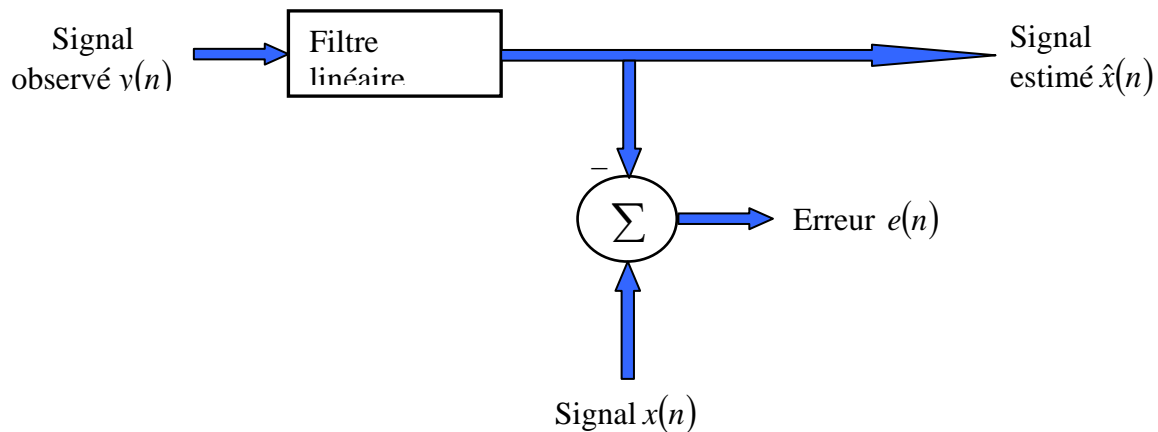 Signal
observé y(n)
Filtre
linéaire
Signal
estimé x̂(n)
−
∑
Erreur e(n)
Signal x(n)